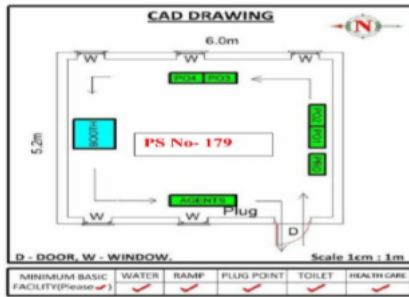 CAD DRAWING
N
6.0m
W W W
PO4 PO3
5.2m
BOOTH
PS No- 179
PO2
PO1
PRO
AGENTS
Plug
W W
D
D - DOOR, W - WINDOW.
Scale 1cm : 1m
MINIMUM BASIC FACILITY(Please✓) WATER RAMP PLUG POINT TOILET HEALTH CARE
✓ ✓ ✓ ✓ ✓